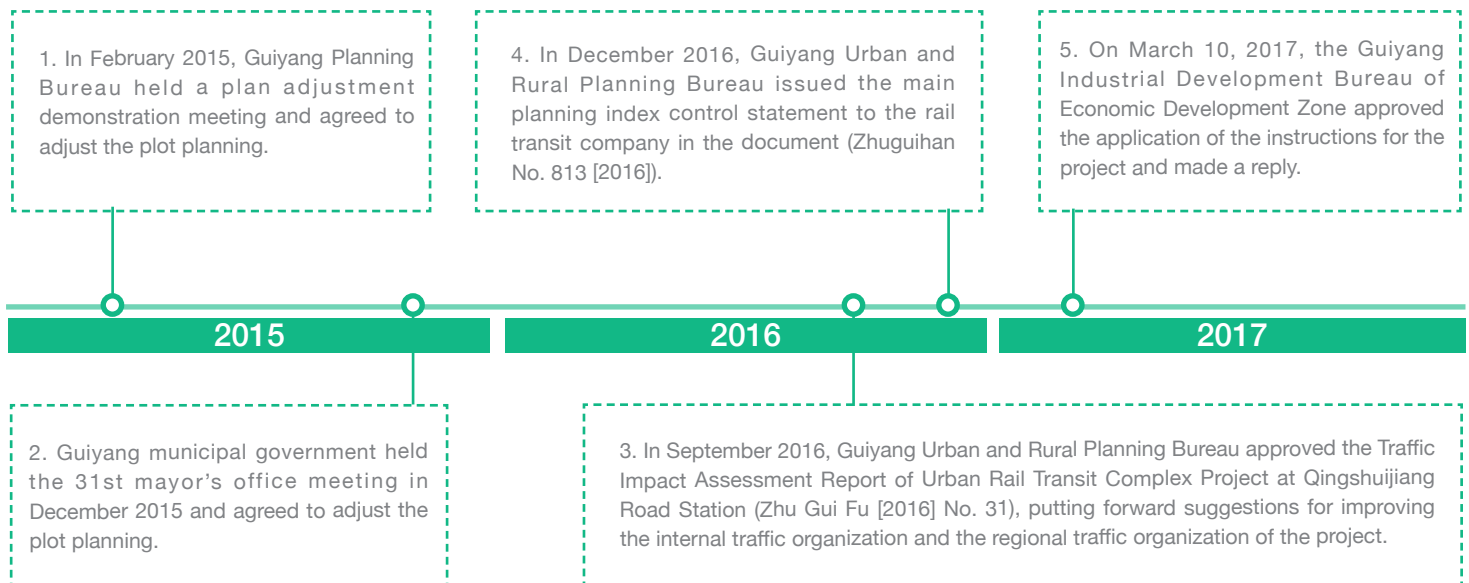 1. In February 2015, Guiyang Planning
Bureau held a plan adjustment
demonstration meeting and agreed to
adjust the plot planning.
4. In December 2016, Guiyang Urban and
Rural Planning Bureau issued the main
planning index control statement to the rail
transit company in the document (Zhuguihan
No. 813 [2016]).
5. On March 10, 2017, the Guiyang
Industrial Development Bureau of
Economic Development Zone approved
the application of the instructions for the
project and made a reply.
2015
2016
2017
2. Guiyang municipal government held
the 31st mayor's office meeting in
December 2015 and agreed to adjust the
plot planning.
3. In September 2016, Guiyang Urban and Rural Planning Bureau approved the Traffic
Impact Assessment Report of Urban Rail Transit Complex Project at Qingshuijiang
Road Station (Zhu Gui Fu [2016] No. 31), putting forward suggestions for improving
the internal traffic organization and the regional traffic organization of the project.